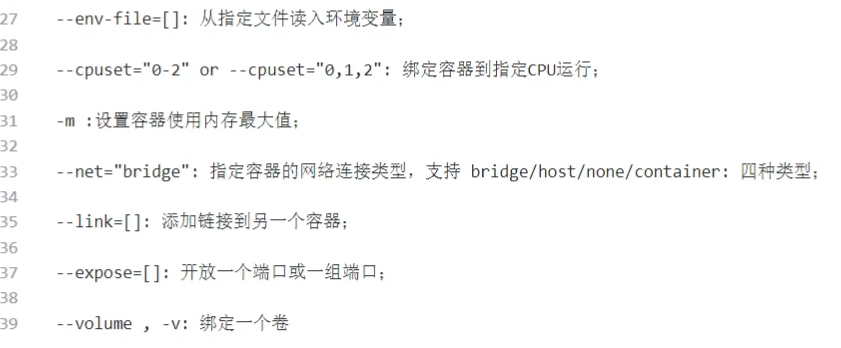 27 --env-file=[]: 从指定文件读入环境变量;
28
29 --cpuset="0-2" or --cpuset="0,1,2": 绑定容器到指定CPU运行;
30
31 -m :设置容器使用内存最大值;
32
33 --net="bridge": 指定容器的网络连接类型，支持 bridge/host/none/container: 四种类型;
34
35 --link=[]: 添加链接到另一个容器;
36
37 --expose=[]: 开放一个端口或一组端口;
38
39 --volume , -v: 绑定一个卷